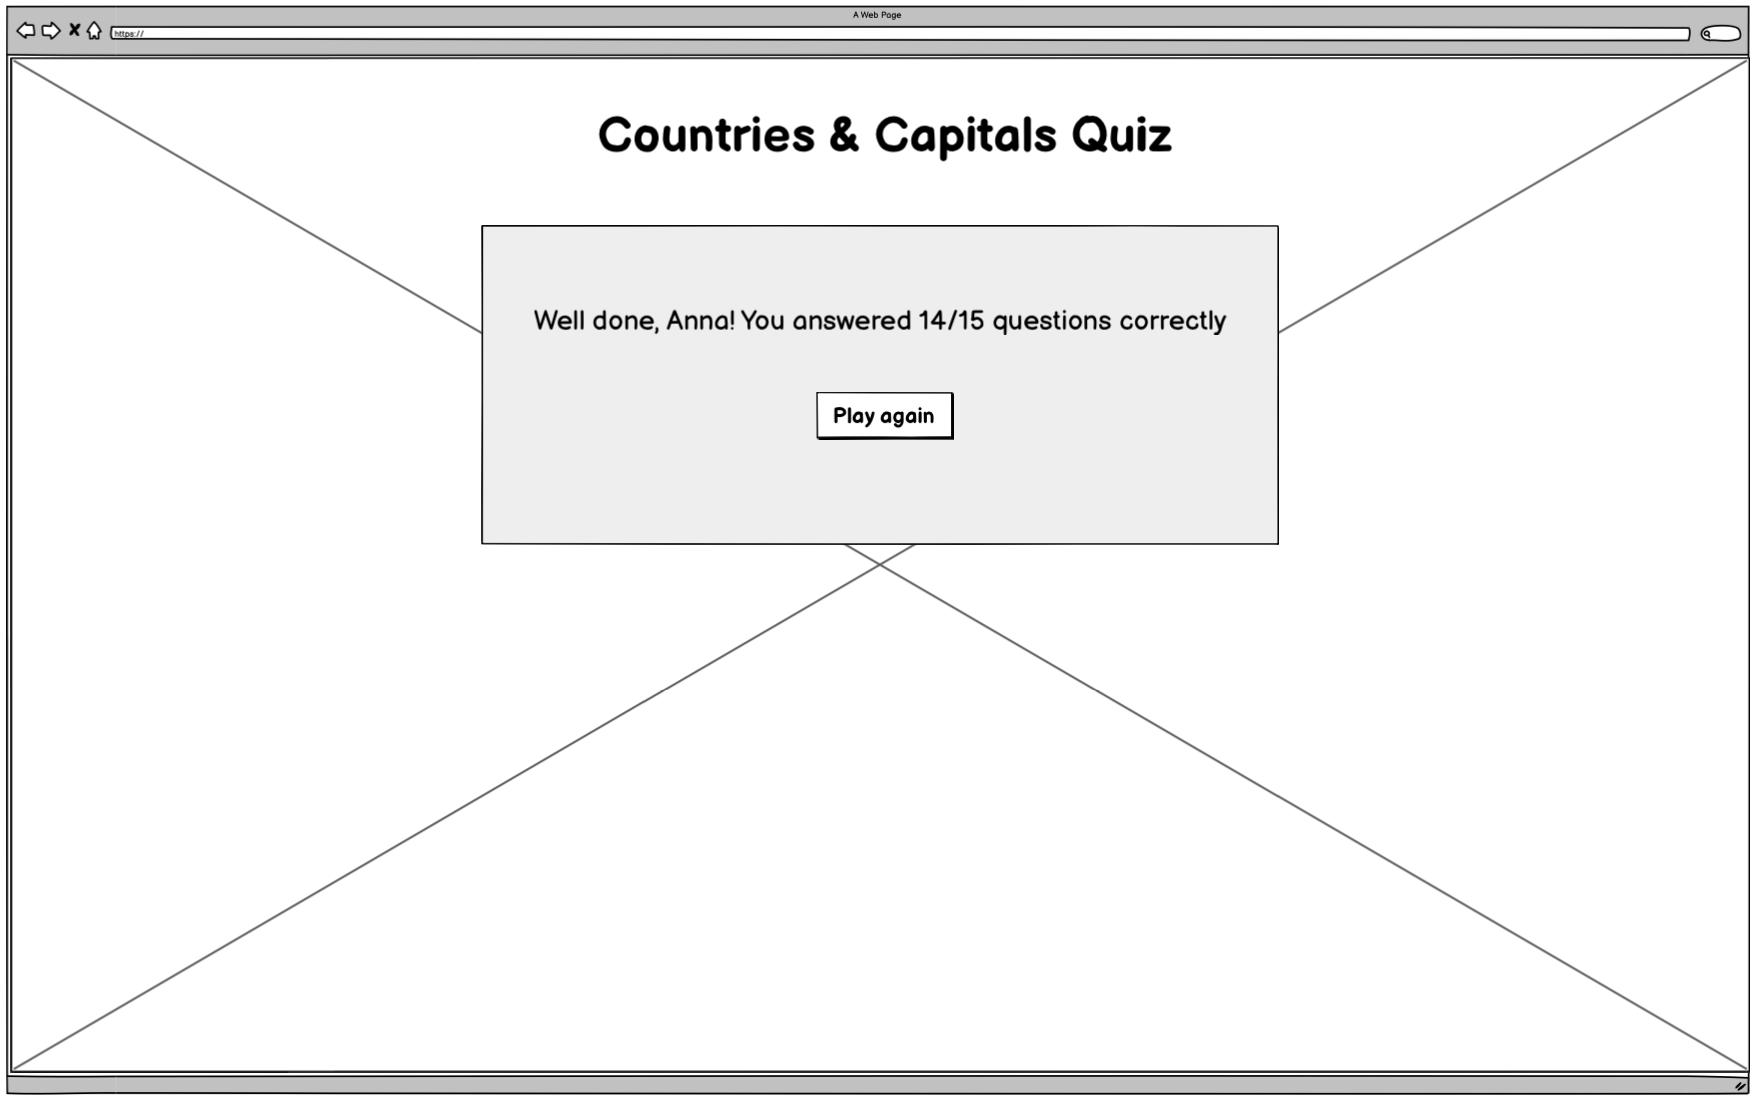 A Web Page
https://
Countries & Capitals Quiz
Well done, Anna! You answered 14/15 questions correctly
Play again